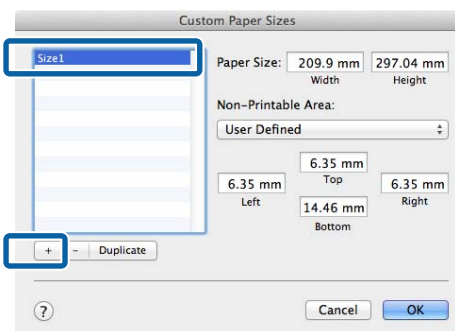 Custom Paper Sizes
Size1
Paper Size: 209.9 mm 297.04 mm
Width Height
Non-Printable Area:
User Defined
6.35 mm
Top
6.35 mm 6.35 mm
Left Right
14.46 mm
Bottom
+ - Duplicate
? Cancel OK